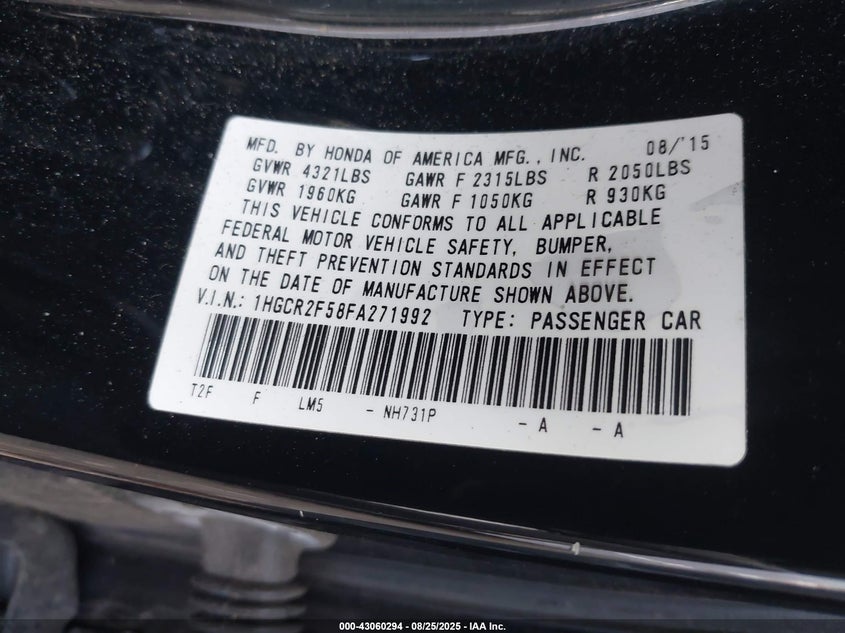 MFD. BY HONDA OF AMERICA MFG., INC. 08/'15
GVWR 4321LBS GAWR F 2315LBS R 2050LBS
GVWR 1960KG GAWR F 1050KG R 930KG
THIS VEHICLE CONFORMS TO ALL APPLICABLE
FEDERAL MOTOR VEHICLE SAFETY, BUMPER,
AND THEFT PREVENTION STANDARDS IN EFFECT
ON THE DATE OF MANUFACTURE SHOWN ABOVE.
V.I.N.: 1HGCR2F58FA271992 TYPE: PASSENGER CAR
T2F F LM5 - NH731P - A - A
000-43060294 - 08/25/2025 - IAA Inc.